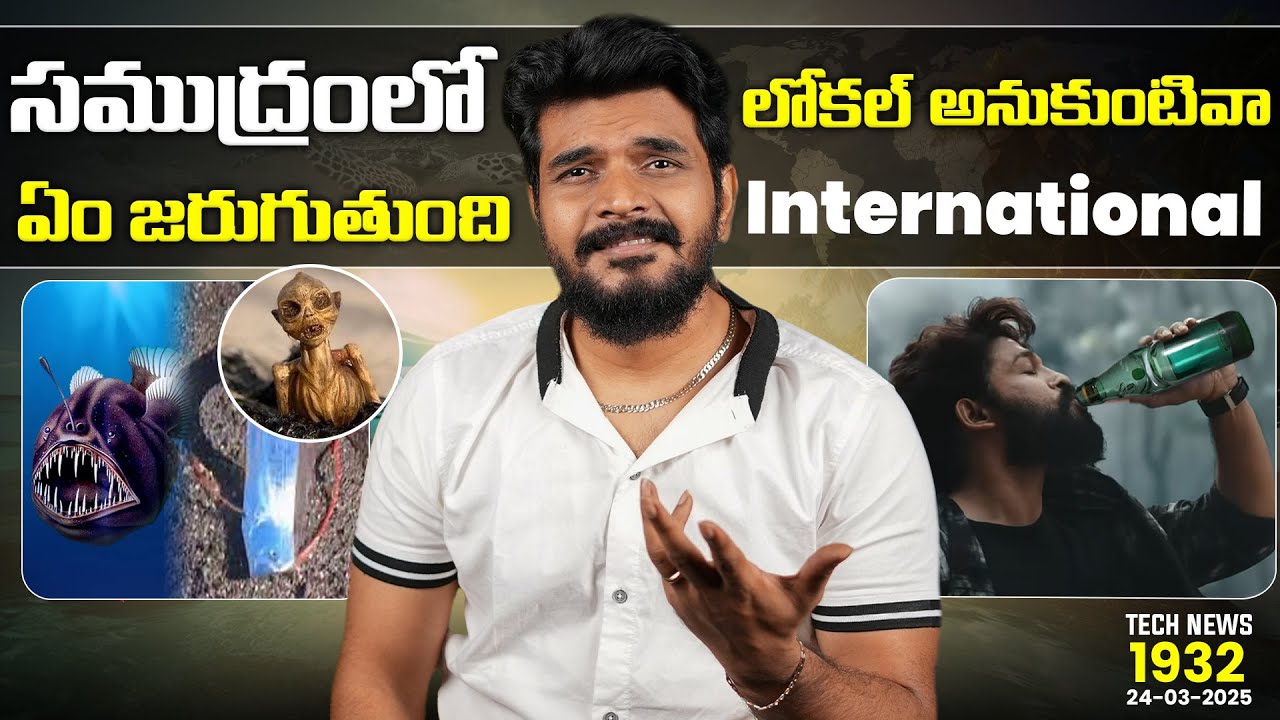 సముద్రంలో
ఏం జరుగుతుంది
లోకల్ అనుకుంటివా
International
TECH NEWS
1932
24-03-2025